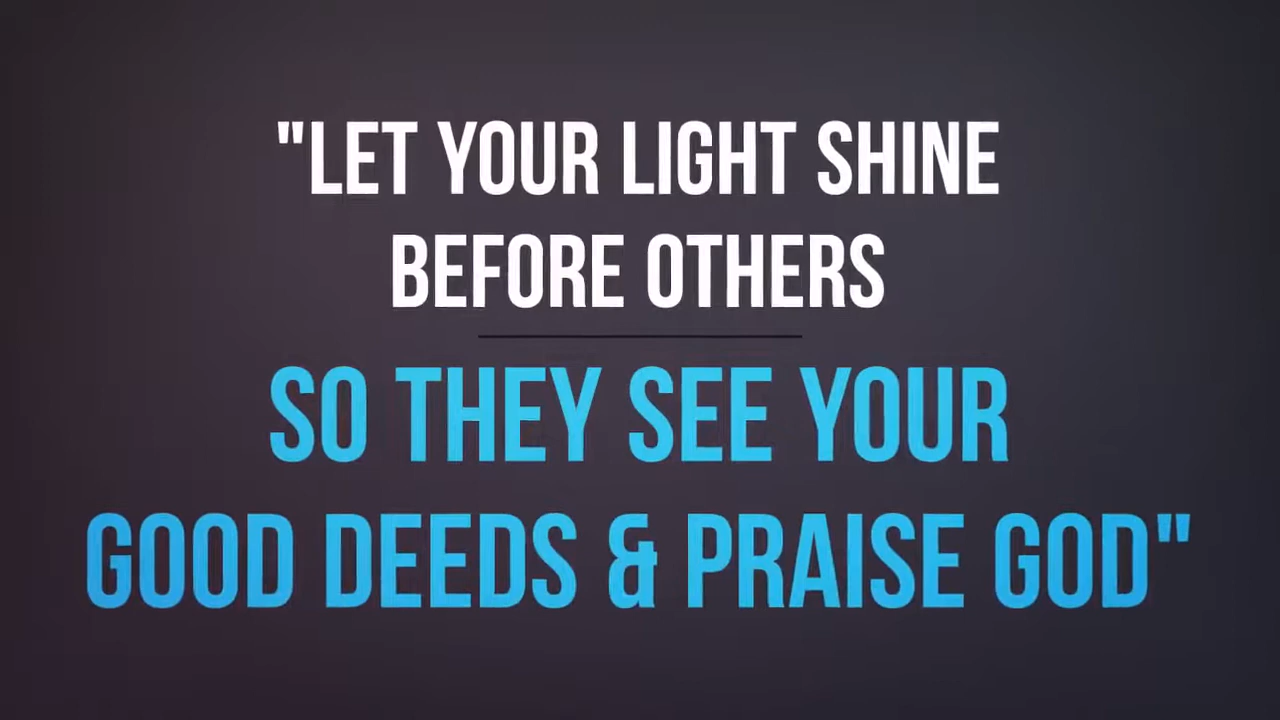 "LET YOUR LIGHT SHINE
BEFORE OTHERS
SO THEY SEE YOUR
GOOD DEEDS & PRAISE GOD"